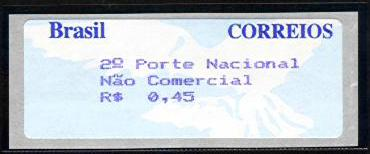 Brasil CORREIOS
2º Porte Nacional
Não Comercial
R$ 0,45